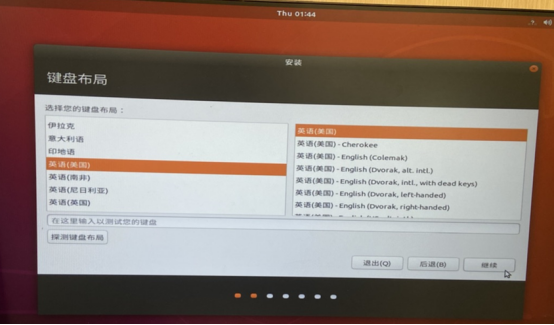 Thu 01:44
安装
键盘布局
选择您的键盘布局：
伊拉克
意大利语
印地语
英语(美国)
英语(南非)
英语(尼日利亚)
英语(英国)
英语(美国)
英语(美国) - Cherokee
英语(美国) - English (Colemak)
英语(美国) - English (Dvorak, alt. intl.)
英语(美国) - English (Dvorak, intl., with dead keys)
英语(美国) - English (Dvorak, left-handed)
英语(美国) - English (Dvorak, right-handed)
在这里输入以测试您的键盘
探测键盘布局
退出(Q) 后退(B) 继续